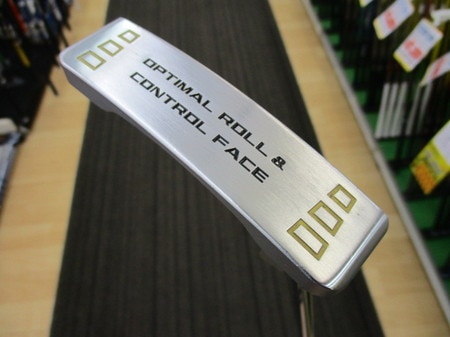 OPTIMAL ROLL &
CONTROL FACE